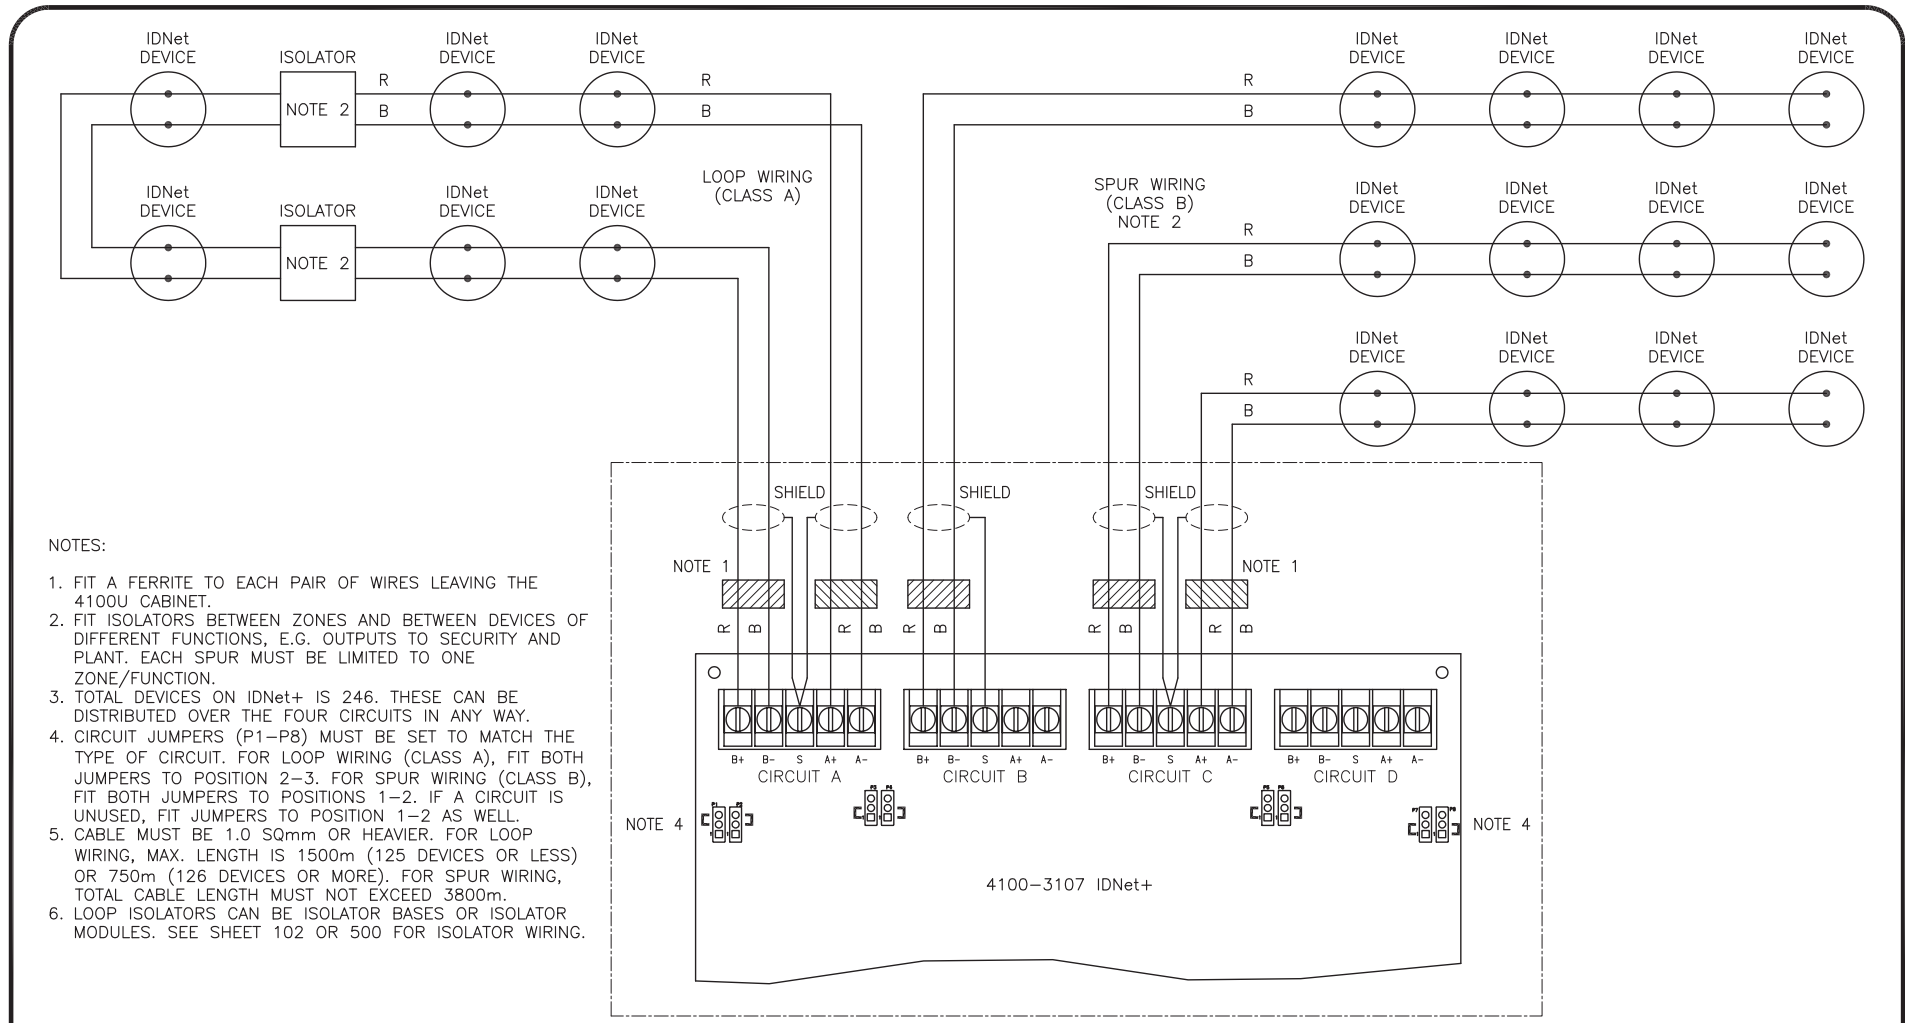 IDNet
DEVICE
ISOLATOR
IDNet
DEVICE
IDNet
DEVICE
NOTE 2
R
B
R
B
IDNet
DEVICE
ISOLATOR
IDNet
DEVICE
IDNet
DEVICE
NOTE 2
LOOP WIRING
(CLASS A)
R
B
IDNet
DEVICE
IDNet
DEVICE
IDNet
DEVICE
IDNet
DEVICE
SPUR WIRING
(CLASS B)
NOTE 2
R
B
IDNet
DEVICE
IDNet
DEVICE
IDNet
DEVICE
IDNet
DEVICE
R
B
IDNet
DEVICE
IDNet
DEVICE
IDNet
DEVICE
IDNet
DEVICE
NOTES:
1. FIT A FERRITE TO EACH PAIR OF WIRES LEAVING THE
4100U CABINET.
2. FIT ISOLATORS BETWEEN ZONES AND BETWEEN DEVICES OF
DIFFERENT FUNCTIONS, E.G. OUTPUTS TO SECURITY AND
PLANT. EACH SPUR MUST BE LIMITED TO ONE
ZONE/FUNCTION.
3. TOTAL DEVICES ON IDNet+ IS 246. THESE CAN BE
DISTRIBUTED OVER THE FOUR CIRCUITS IN ANY WAY.
4. CIRCUIT JUMPERS (P1-P8) MUST BE SET TO MATCH THE
TYPE OF CIRCUIT. FOR LOOP WIRING (CLASS A), FIT BOTH
JUMPERS TO POSITION 2-3. FOR SPUR WIRING (CLASS B),
FIT BOTH JUMPERS TO POSITIONS 1-2. IF A CIRCUIT IS
UNUSED, FIT JUMPERS TO POSITION 1-2 AS WELL.
5. CABLE MUST BE 1.0 SQmm OR HEAVIER. FOR LOOP
WIRING, MAX. LENGTH IS 1500m (125 DEVICES OR LESS)
OR 750m (126 DEVICES OR MORE). FOR SPUR WIRING,
TOTAL CABLE LENGTH MUST NOT EXCEED 3800m.
6. LOOP ISOLATORS CAN BE ISOLATOR BASES OR ISOLATOR
MODULES. SEE SHEET 102 OR 500 FOR ISOLATOR WIRING.
SHIELD
SHIELD
SHIELD
NOTE 1
NOTE 1
R B R B R B R B R B
B+ B- S A+ A-
CIRCUIT A
B+ B- S A+ A-
CIRCUIT B
B+ B- S A+ A-
CIRCUIT C
B+ B- S A+ A-
CIRCUIT D
NOTE 4
P1 P2
P3 P4
P5 P6
P7 P8
NOTE 4
4100-3107 IDNet+